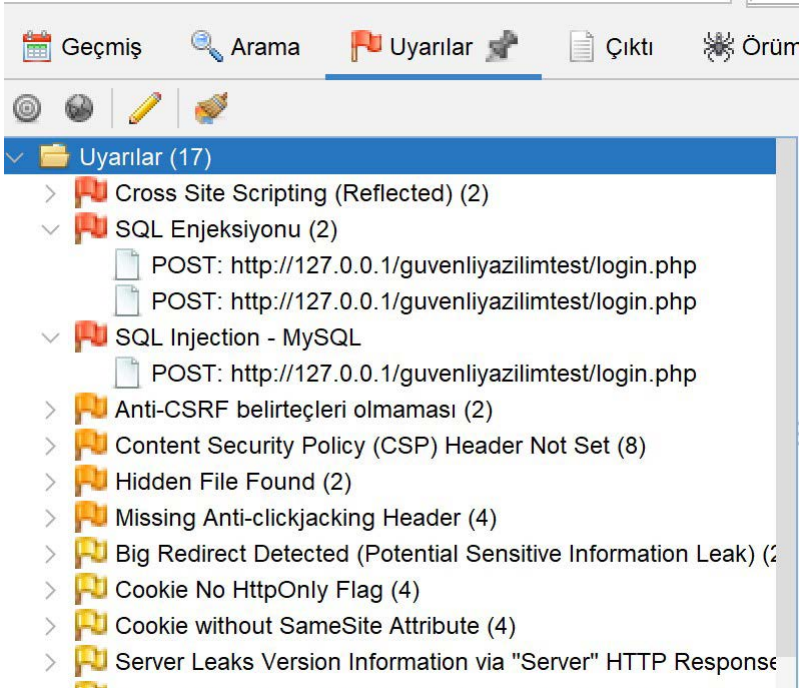 Geçmiş Arama Uyarılar Çıktı Örüm
Uyarılar (17)
Cross Site Scripting (Reflected) (2)
SQL Enjeksiyonu (2)
POST: http://127.0.0.1/guvenliyazilimtest/login.php
POST: http://127.0.0.1/guvenliyazilimtest/login.php
SQL Injection - MySQL
POST: http://127.0.0.1/guvenliyazilimtest/login.php
Anti-CSRF belirteçleri olmaması (2)
Content Security Policy (CSP) Header Not Set (8)
Hidden File Found (2)
Missing Anti-clickjacking Header (4)
Big Redirect Detected (Potential Sensitive Information Leak) (2
Cookie No HttpOnly Flag (4)
Cookie without SameSite Attribute (4)
Server Leaks Version Information via "Server" HTTP Response